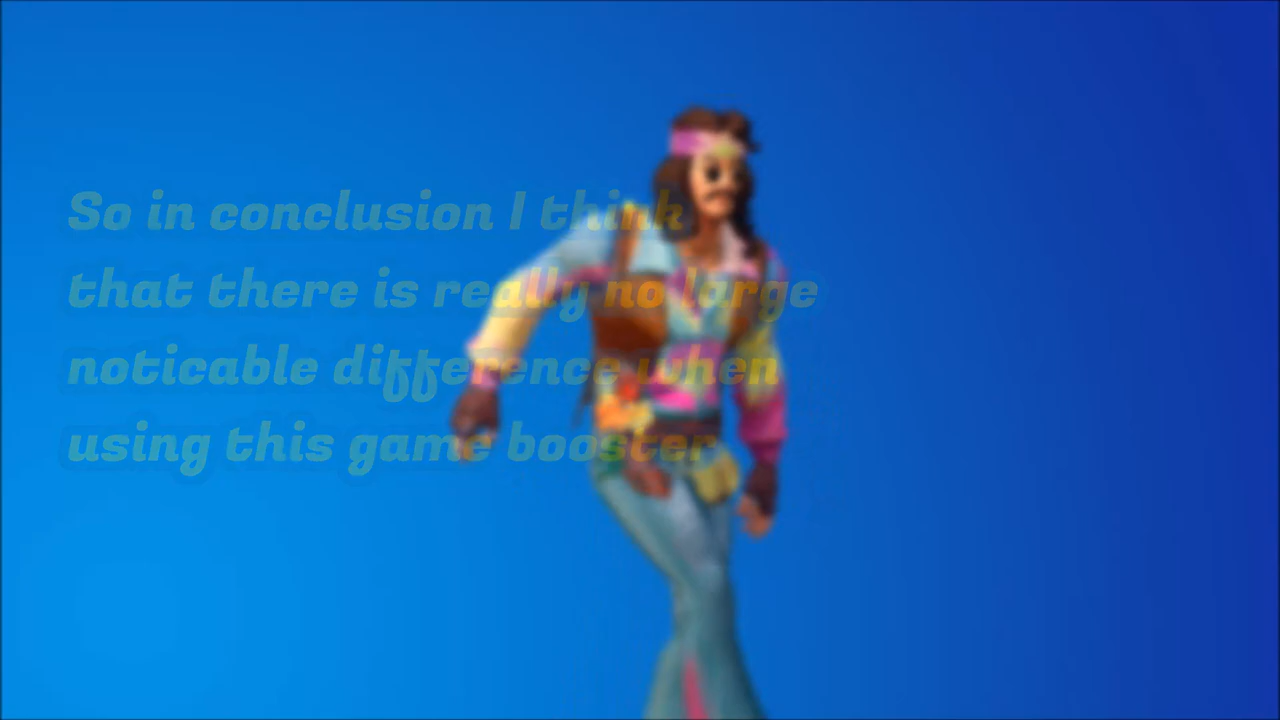 So in conclusion I think
that there is really no large
noticable difference when
using this game booster